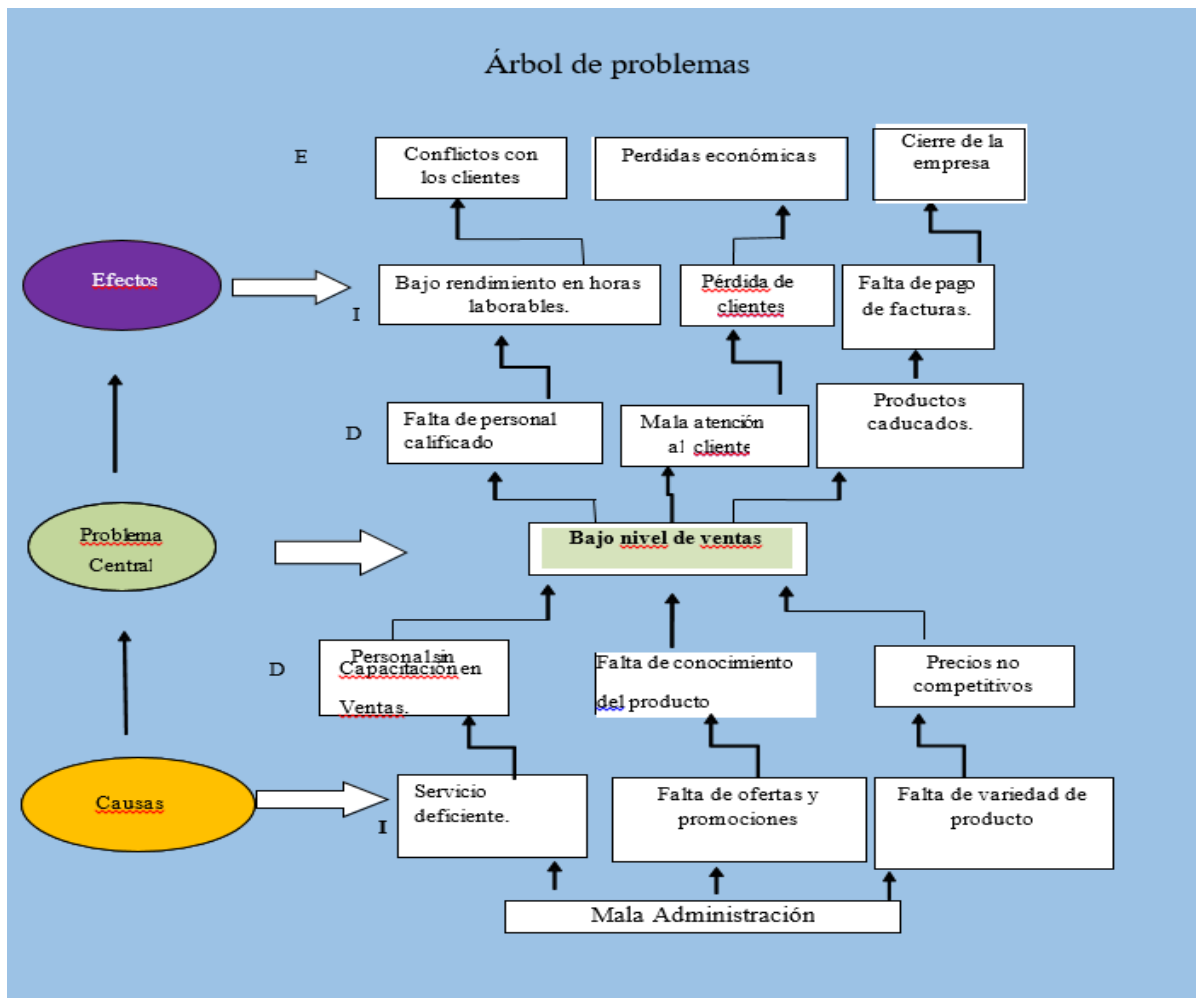 Árbol de problemas
E
Conflictos con
los clientes
Perdidas económicas
Cierre de la
empresa
Efectos
I
Bajo rendimiento en horas
laborables.
Pérdida de
clientes
Falta de pago
de facturas.
D
Falta de personal
calificado
Mala atención
al cliente
Productos
caducados.
Problema
Central
Bajo nivel de ventas
D
Personal sin
Capacitación en
Ventas.
Falta de conocimiento
del producto
Precios no
competitivos
Causas
I
Servicio
deficiente.
Falta de ofertas y
promociones
Falta de variedad de
producto
Mala Administración